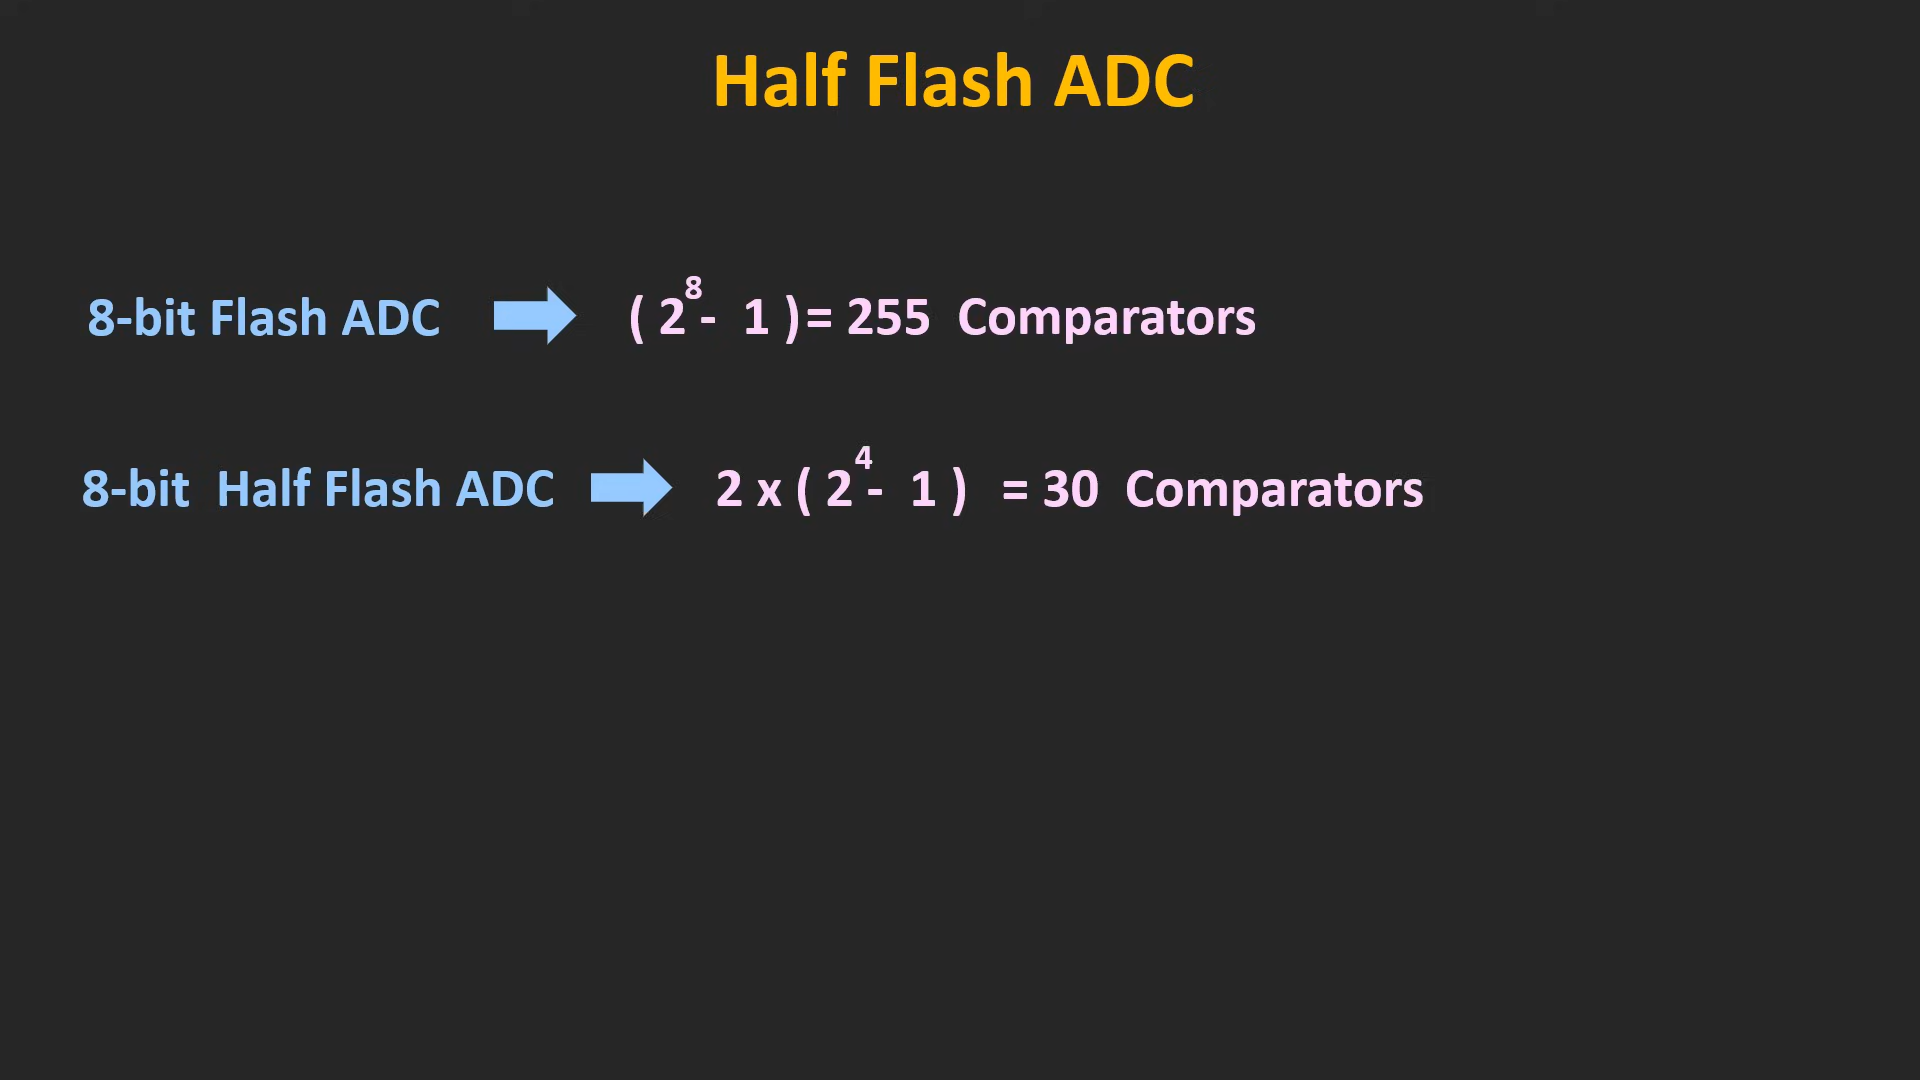 Half Flash ADC
8-bit Flash ADC ( 2⁸ - 1 ) = 255 Comparators
8-bit Half Flash ADC 2 x ( 2⁴ - 1 ) = 30 Comparators